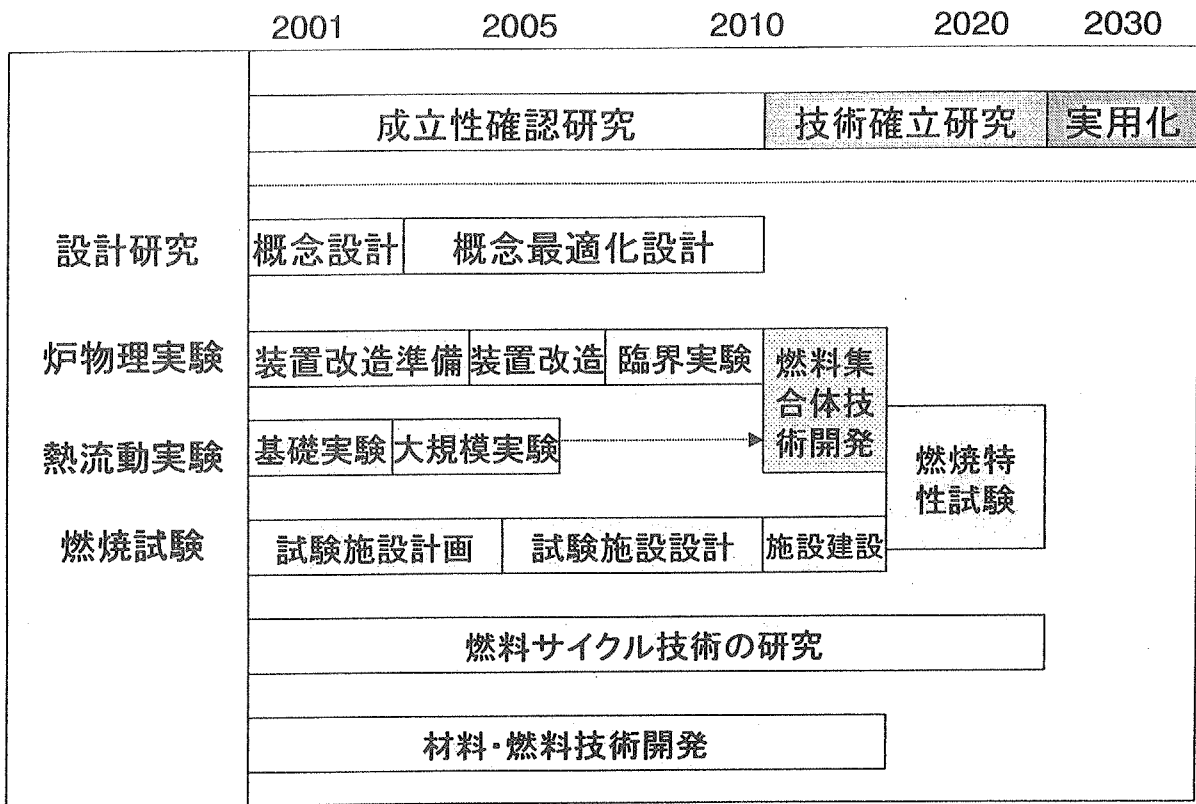 2001 2005 2010 2020 2030
成立性確認研究 技術確立研究 実用化
設計研究 概念設計 概念最適化設計
炉物理実験 装置改造準備 装置改造 臨界実験
燃料集
合体技
術開発
熱流動実験 基礎実験 大規模実験
燃焼特
性試験
燃焼試験 試験施設計画 試験施設設計 施設建設
燃料サイクル技術の研究
材料・燃料技術開発